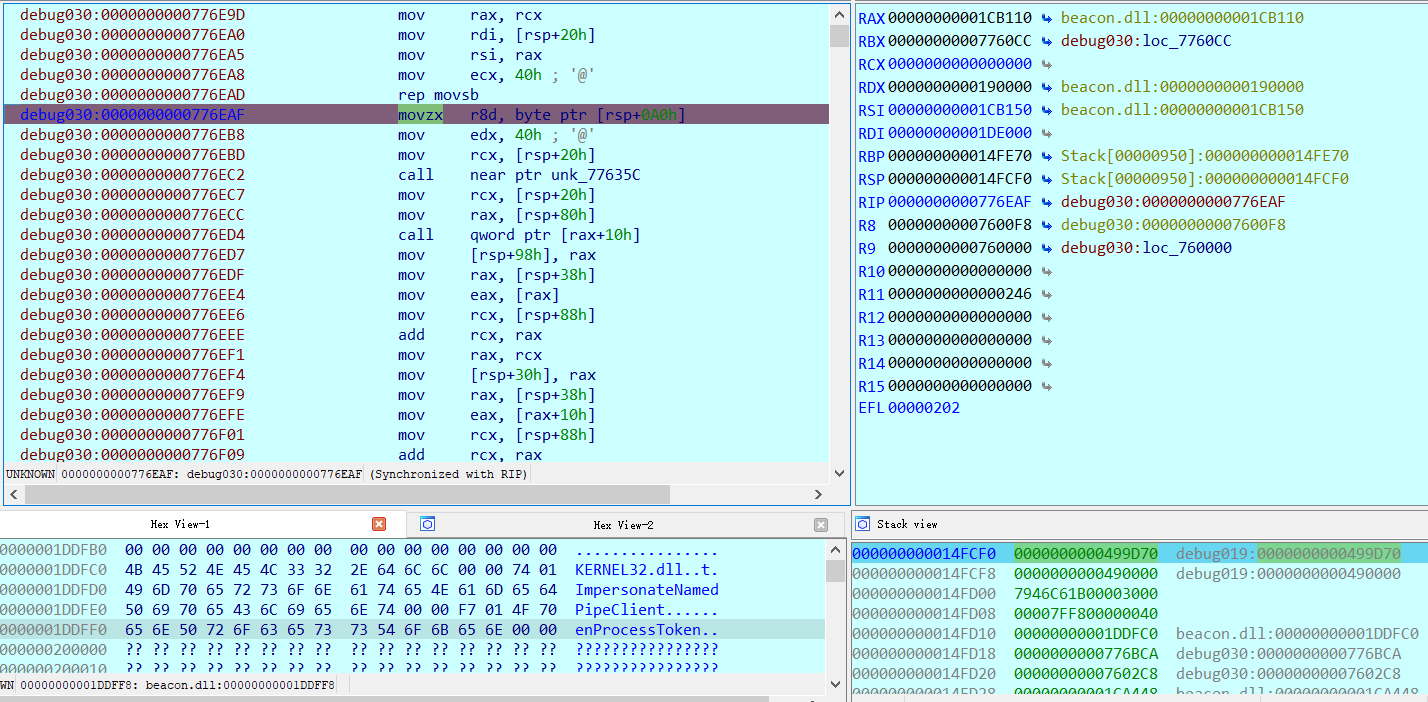 debug030:0000000000776E9D mov rax, rcx
debug030:0000000000776EA0 mov rdi, [rsp+20h]
debug030:0000000000776EA5 mov rsi, rax
debug030:0000000000776EA8 mov ecx, 40h ; '@'
debug030:0000000000776EAD rep movsb
debug030:0000000000776EAF movzx r8d, byte ptr [rsp+0A0h]
debug030:0000000000776EB8 mov edx, 40h ; '@'
debug030:0000000000776EBD mov rcx, [rsp+20h]
debug030:0000000000776EC2 call near ptr unk_77635C
debug030:0000000000776EC7 mov rcx, [rsp+20h]
debug030:0000000000776ECC mov rax, [rsp+80h]
debug030:0000000000776ED4 call qword ptr [rax+10h]
debug030:0000000000776ED7 mov [rsp+98h], rax
debug030:0000000000776EDF mov rax, [rsp+38h]
debug030:0000000000776EE4 mov eax, [rax]
debug030:0000000000776EE6 mov rcx, [rsp+88h]
debug030:0000000000776EEE add rcx, rax
debug030:0000000000776EF1 mov rax, rcx
debug030:0000000000776EF4 mov [rsp+30h], rax
debug030:0000000000776EF9 mov rax, [rsp+38h]
debug030:0000000000776EFE mov eax, [rax+10h]
debug030:0000000000776F01 mov rcx, [rsp+88h]
debug030:0000000000776F09 add rcx, rax
UNKNOWN 0000000000776EAF: debug030:0000000000776EAF (Synchronized with RIP)
RAX 00000000001CB110 beacon.dll:00000000001CB110
RBX 00000000007760CC debug030:loc_7760CC
RCX 0000000000000000
RDX 0000000000190000 beacon.dll:0000000000190000
RSI 00000000001CB150 beacon.dll:00000000001CB150
RDI 00000000001DE000
RBP 000000000014FE70 Stack[00000950]:000000000014FE70
RSP 000000000014FCF0 Stack[00000950]:000000000014FCF0
RIP 0000000000776EAF debug030:0000000000776EAF
R8 00000000007600F8 debug030:00000000007600F8
R9 0000000000760000 debug030:loc_760000
R10 0000000000000000
R11 0000000000000246
R12 0000000000000000
R13 0000000000000000
R14 0000000000000000
R15 0000000000000000
EFL 00000202
Hex View-1 Hex View-2
0000001DDFB0 00 00 00 00 00 00 00 00 00 00 00 00 00 00 00 00 ................
0000001DDFC0 4B 45 52 4E 45 4C 33 32 2E 64 6C 6C 00 00 74 01 KERNEL32.dll..t.
0000001DDFD0 49 6D 70 65 72 73 6F 6E 61 74 65 4E 61 6D 65 64 ImpersonateNamed
0000001DDFE0 50 69 70 65 43 6C 69 65 6E 74 00 00 F7 01 4F 70 PipeClient......
0000001DDFF0 65 6E 50 72 6F 63 65 73 73 54 6F 6B 65 6E 00 00 enProcessToken..
000000200000 ?? ?? ?? ?? ?? ?? ?? ?? ?? ?? ?? ?? ?? ?? ?? ?? ????????????????
000000200010 ?? ?? ?? ?? ?? ?? ?? ?? ?? ?? ?? ?? ?? ?? ?? ?? ????????????????
WN 00000000001DDFF8: beacon.dll:00000000001DDFF8
Stack view
000000000014FCF0 0000000000499D70 debug019:0000000000499D70
000000000014FCF8 0000000000490000 debug019:0000000000490000
000000000014FD00 7946C61B00003000
000000000014FD08 00007FF800000040
000000000014FD10 00000000001DDFC0 beacon.dll:00000000001DDFC0
000000000014FD18 0000000000776BCA debug030:0000000000776BCA
000000000014FD20 00000000007602C8 debug030:00000000007602C8
000000000014FD28 00000000001CA448 beacon.dll:00000000001CA448